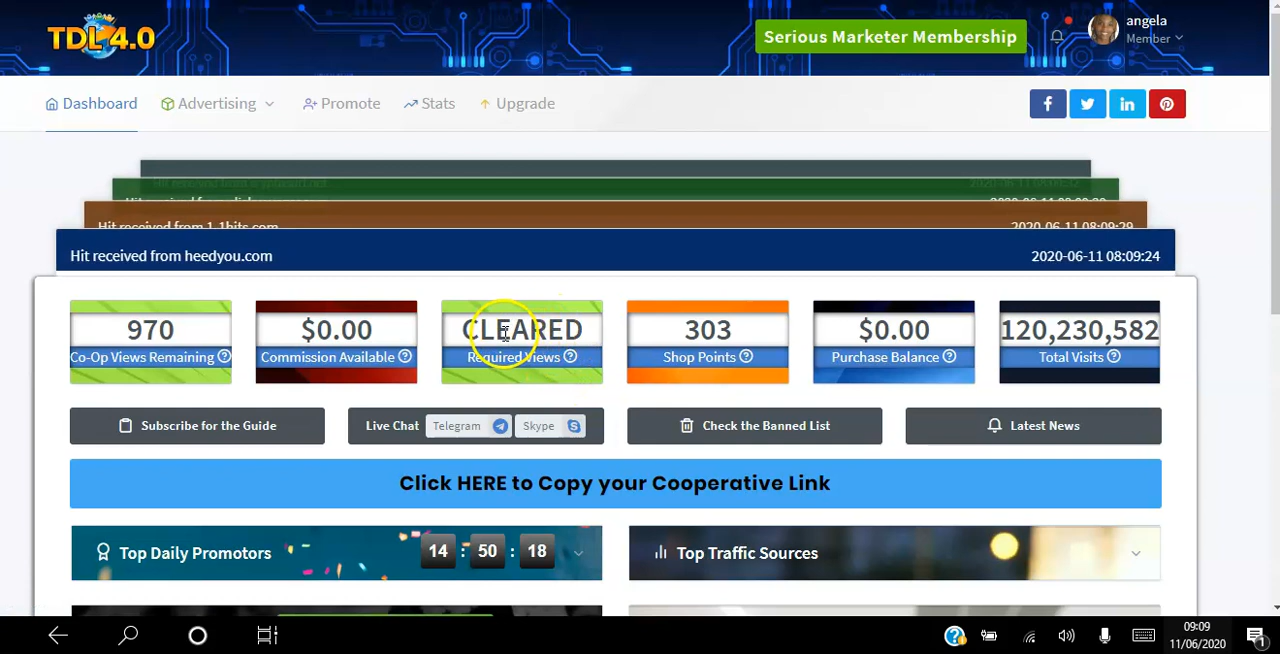 TDL 4.0
Serious Marketer Membership
angela
Member
Dashboard
Advertising
Promote
Stats
Upgrade
2020-06-11
Hit received from 1-1hits.com
2020-06-11 08:09:29
Hit received from heedyou.com
2020-06-11 08:09:24
970
$0.00
CLEARED
303
$0.00
120,230,582
Co-Op Views Remaining
Commission Available
Required Views
Shop Points
Purchase Balance
Total Visits
Subscribe for the Guide
Live Chat
Telegram
Skype
Check the Banned List
Latest News
Click HERE to Copy your Cooperative Link
Top Daily Promotors
14 : 50 : 18
Top Traffic Sources
09:09
11/06/2020
1